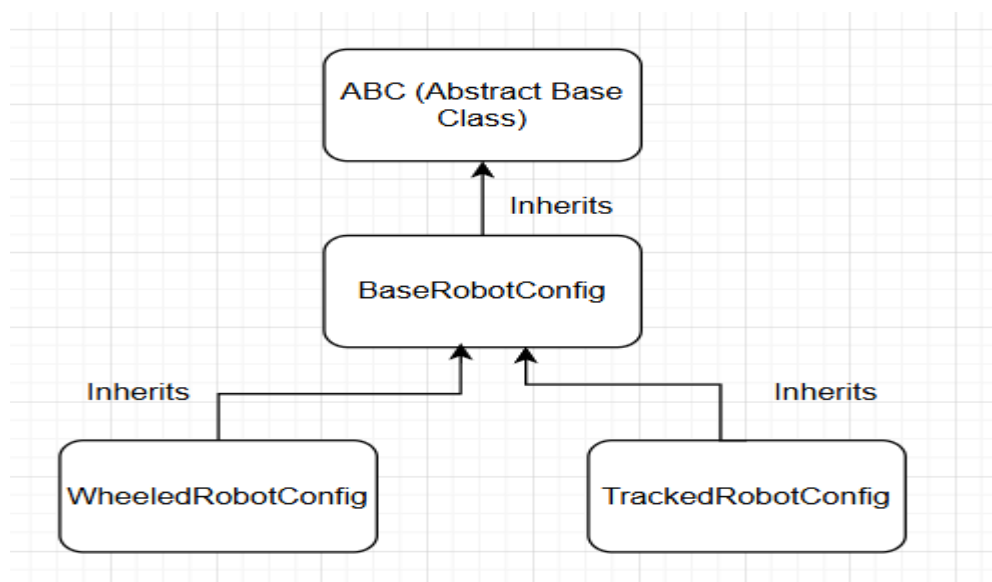 ABC (Abstract Base
Class)
Inherits
BaseRobotConfig
Inherits
Inherits
WheeledRobotConfig
TrackedRobotConfig